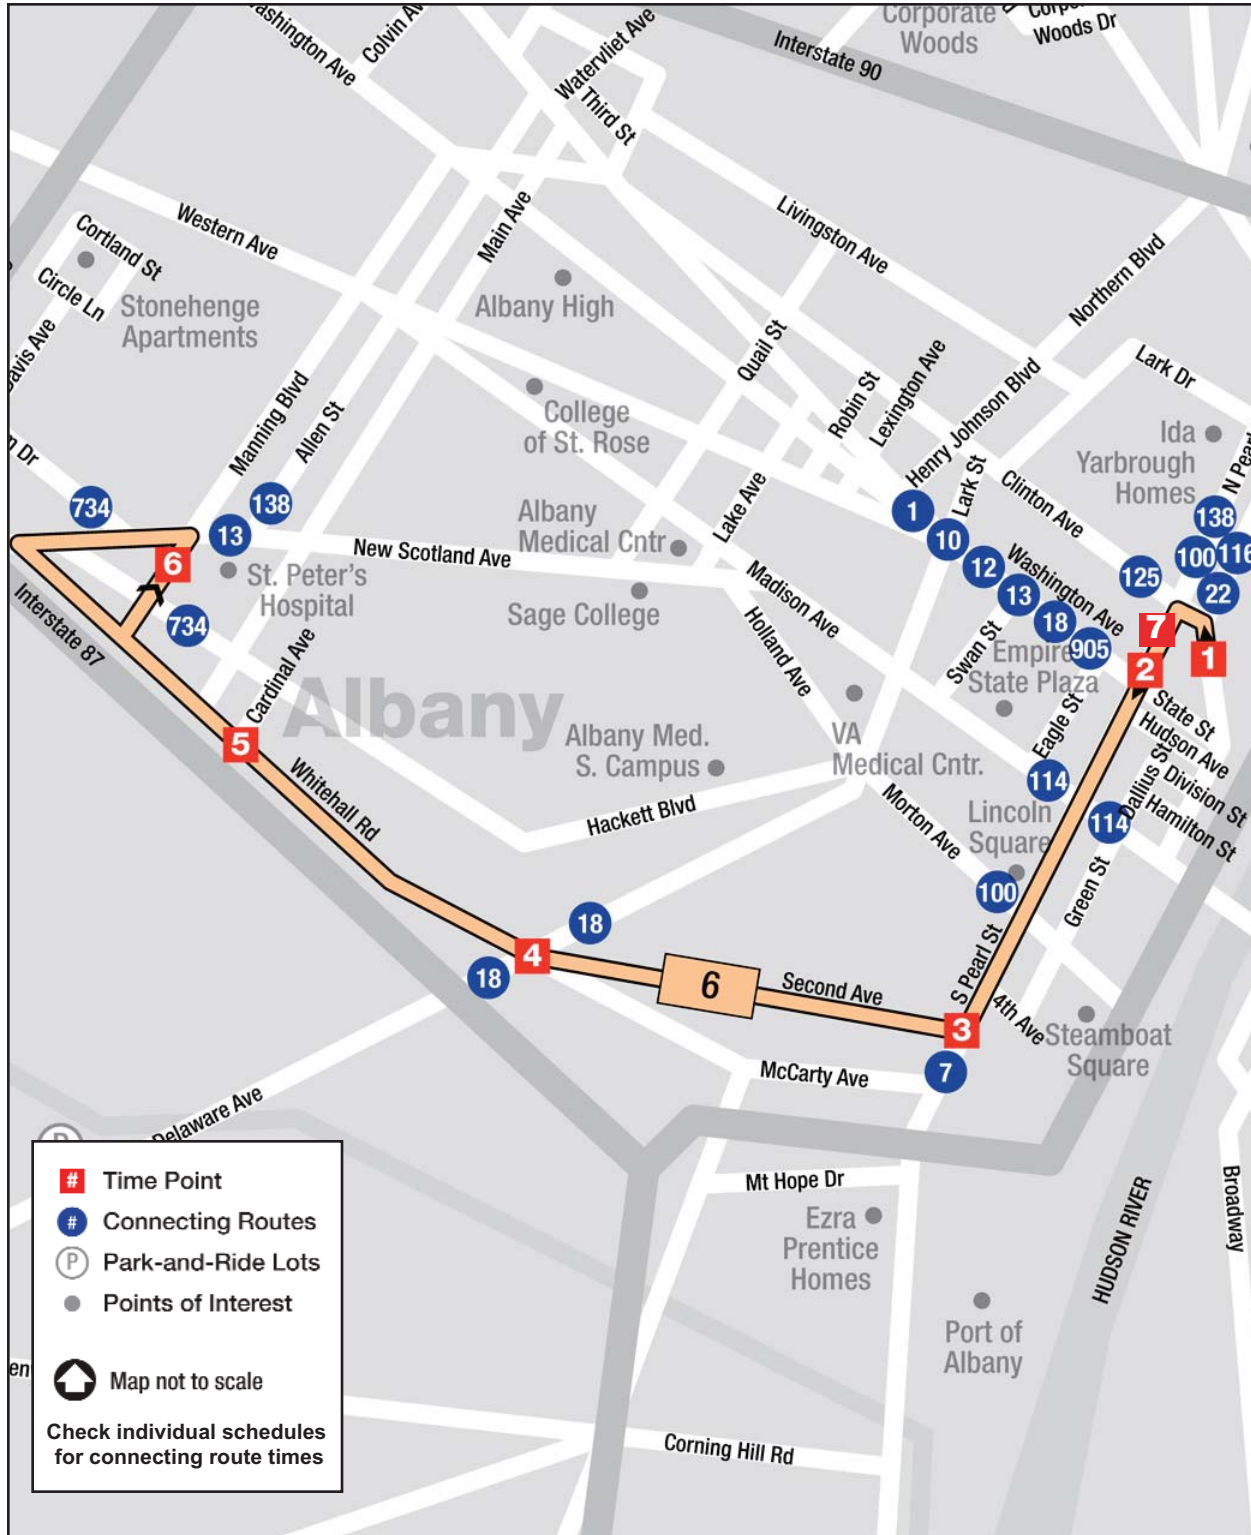 Washington Ave
Colvin Av
Watervliet Ave
Third St
Corporate
Woods
Woods Dr
Interstate 90
Western Ave
Main Ave
Livingston Ave
Northern Blvd
Cortland St
Circle Ln
Stonehenge
Apartments
Davis Ave
Albany High
Quail St
Robin St
Lexington Ave
Henry Johnson Blvd
Lark St
Lark Dr
College
of St. Rose
Manning Blvd
Allen St
Ida
Yarbrough
Homes
N Pearl
Clinton Ave
n Dr
734
138
13
6
St. Peter's
Hospital
734
New Scotland Ave
Albany
Medical Cntr
Lake Ave
Sage College
Madison Ave
Holland Ave
1
10
12
13
18
905
Washington Ave
125
138
100
116
22
7
1
2
Swan St
Empire
State Plaza
Eagle St
State St
Hudson Ave
Division St
Hamilton St
Dallius St
Interstate 87
Cardinal Ave
Albany
5
Whitehall Rd
Albany Med.
S. Campus
VA
Medical Cntr.
Hackett Blvd
Morton Ave
114
114
Lincoln
Square
100
Green St
S Pearl St
18
4
18
6
Second Ave
3
4th Ave
7
Steamboat
Square
McCarty Ave
Delaware Ave
Mt Hope Dr
Ezra
Prentice
Homes
Port of
Albany
HUDSON RIVER
Broadway
Corning Hill Rd
P
# Time Point
# Connecting Routes
P Park-and-Ride Lots
Points of Interest
Map not to scale
Check individual schedules
for connecting route times